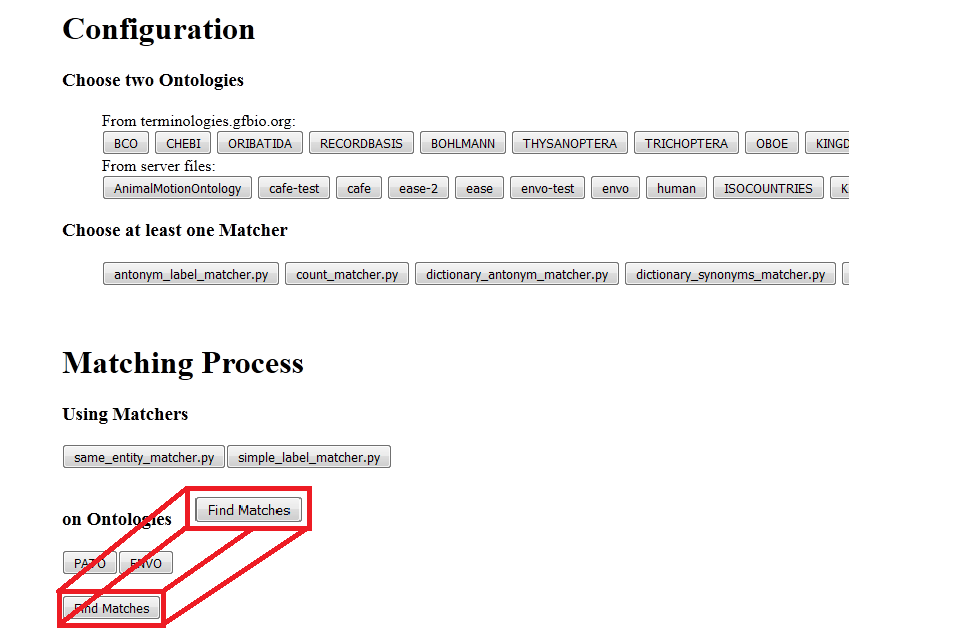 Configuration
Choose two Ontologies
From terminologies.gfbio.org:
BCO CHEBI ORIBATIDA RECORDBASIS BOHLMANN THYSANOPTERA TRICHOPTERA OBOE KINGD
From server files:
AnimalMotionOntology cafe-test cafe ease-2 ease envo-test envo human ISOCOUNTRIES K
Choose at least one Matcher
antonym_label_matcher.py count_matcher.py dictionary_antonym_matcher.py dictionary_synonyms_matcher.py
Matching Process
Using Matchers
same_entity_matcher.py simple_label_matcher.py
Find Matches
on Ontologies
PATO ENVO
Find Matches